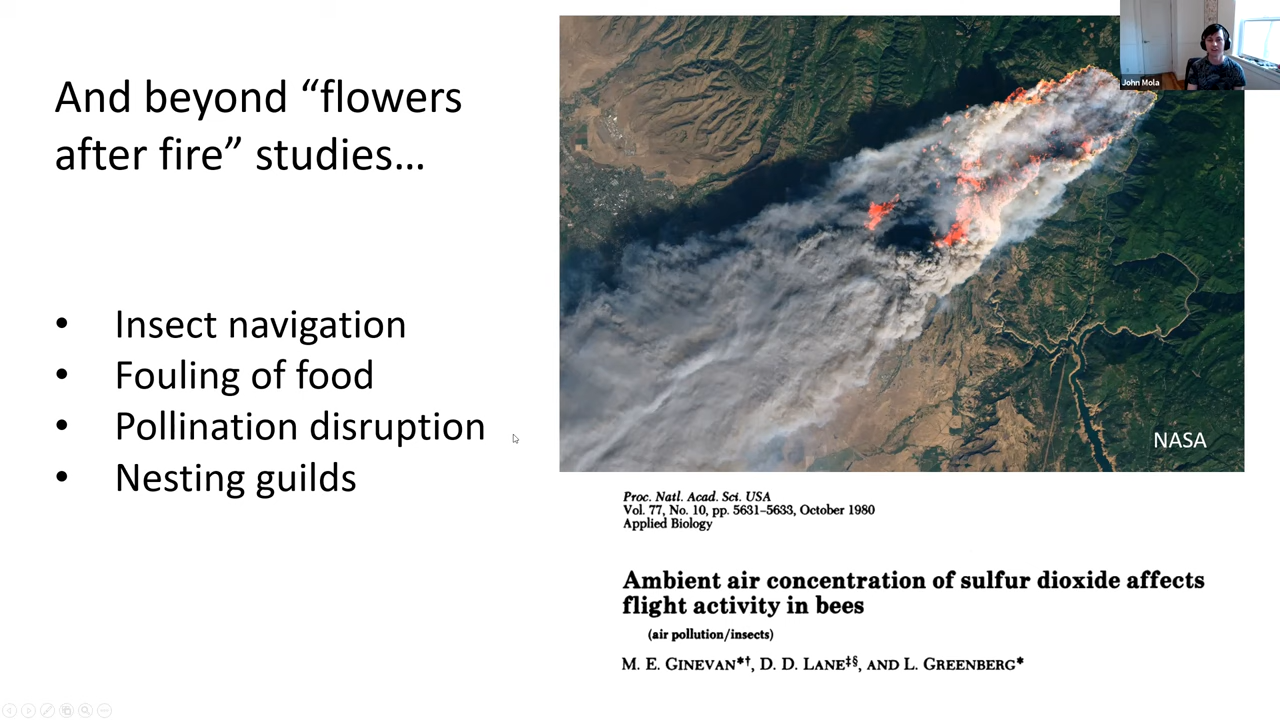 And beyond “flowers
after fire” studies…
• Insect navigation
• Fouling of food
• Pollination disruption
• Nesting guilds
John Mola
NASA
Proc. Natl. Acad. Sci. USA
Vol. 77, No. 10, pp. 5631–5633, October 1980
Applied Biology
Ambient air concentration of sulfur dioxide affects
flight activity in bees
(air pollution/insects)
M. E. GINEVAN*†, D. D. LANE‡§, AND L. GREENBERG*